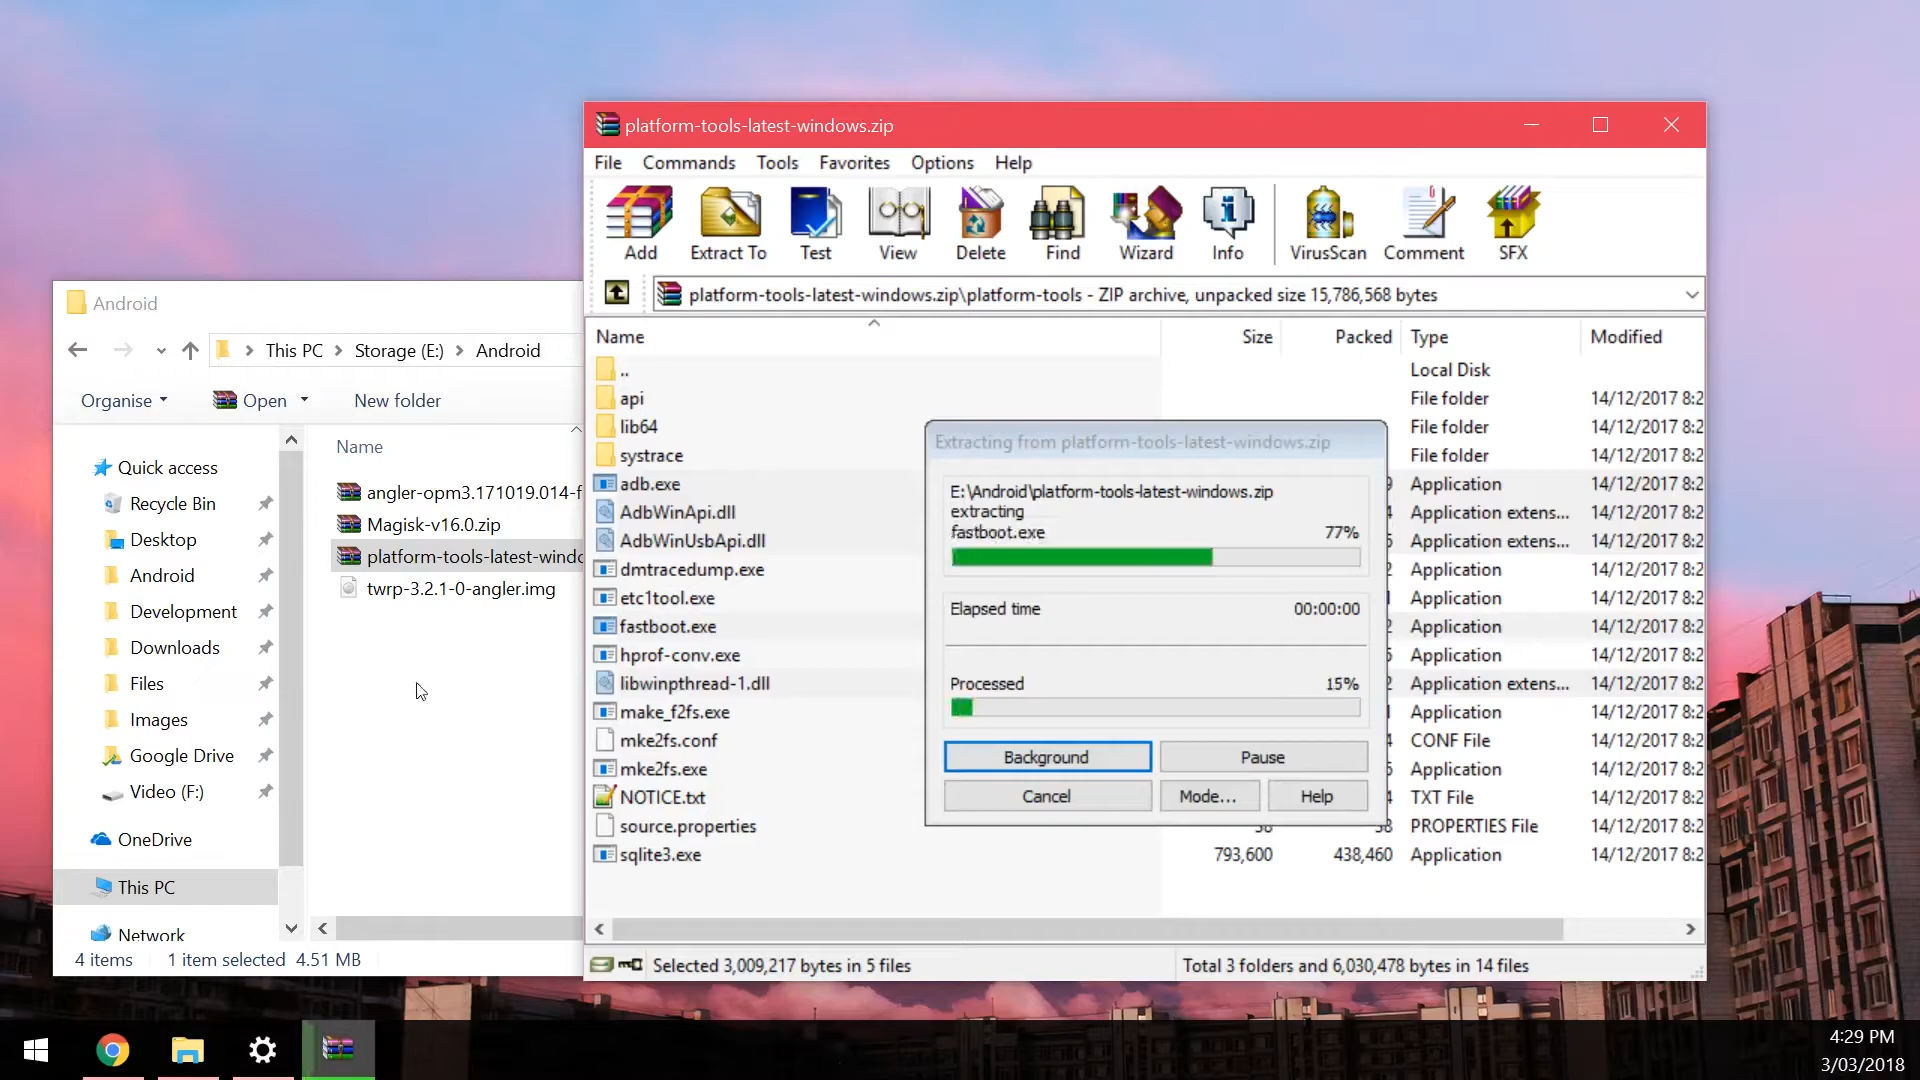 platform-tools-latest-windows.zip
File Commands Tools Favorites Options Help
Add Extract To Test View Delete Find Wizard Info VirusScan Comment SFX
platform-tools-latest-windows.zip\platform-tools - ZIP archive, unpacked size 15,786,568 bytes
Name Size Packed Type Modified
.. Local Disk
api File folder 14/12/2017 8:2
lib64 File folder 14/12/2017 8:2
systrace File folder 14/12/2017 8:2
adb.exe 9 Application 14/12/2017 8:2
AdbWinApi.dll 4 Application extens... 14/12/2017 8:2
AdbWinUsbApi.dll 5 Application extens... 14/12/2017 8:2
dmtracedump.exe 2 Application 14/12/2017 8:2
etc1tool.exe 1 Application 14/12/2017 8:2
fastboot.exe 2 Application 14/12/2017 8:2
hprof-conv.exe 5 Application 14/12/2017 8:2
libwinpthread-1.dll 2 Application extens... 14/12/2017 8:2
make_f2fs.exe 1 Application 14/12/2017 8:2
mke2fs.conf 4 CONF File 14/12/2017 8:2
mke2fs.exe 5 Application 14/12/2017 8:2
NOTICE.txt 4 TXT File 14/12/2017 8:2
source.properties 38 38 PROPERTIES File 14/12/2017 8:2
sqlite3.exe 793,600 438,460 Application 14/12/2017 8:2
Selected 3,009,217 bytes in 5 files Total 3 folders and 6,030,478 bytes in 14 files
Extracting from platform-tools-latest-windows.zip
E:\Android\platform-tools-latest-windows.zip
extracting
fastboot.exe 77%
Elapsed time 00:00:00
Processed 15%
Background Pause
Cancel Mode... Help
Android
This PC Storage (E:) Android
Organise Open New folder
Quick access
Recycle Bin
Desktop
Android
Development
Downloads
Files
Images
Google Drive
Video (F:)
OneDrive
This PC
Network
Name
angler-opm3.171019.014-f
Magisk-v16.0.zip
platform-tools-latest-windo
twrp-3.2.1-0-angler.img
4 items 1 item selected 4.51 MB
4:29 PM
3/03/2018